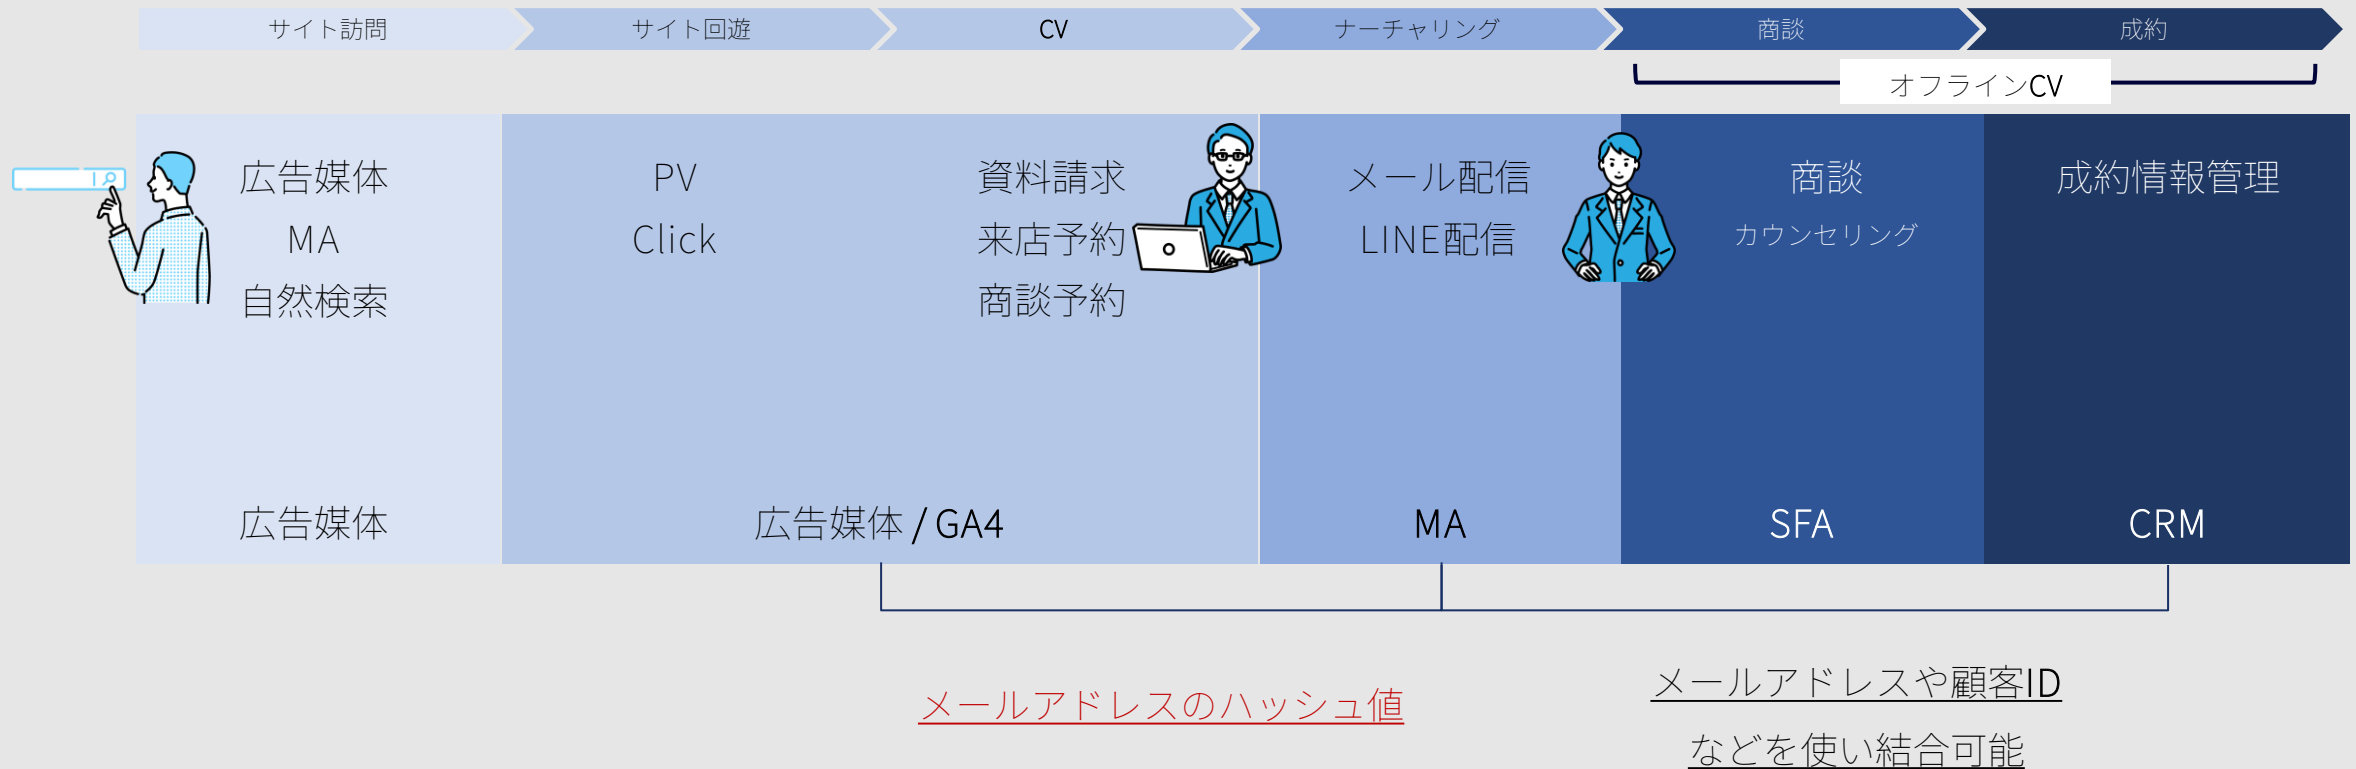 サイト訪問
サイト回遊
CV
ナーチャリング
商談
成約
オフラインCV
広告媒体
MA
自然検索
PV
Click
資料請求
来店予約
商談予約
メール配信
LINE配信
商談
カウンセリング
成約情報管理
広告媒体
広告媒体 / GA4
MA
SFA
CRM
メールアドレスのハッシュ値
メールアドレスや顧客ID
などを使い結合可能